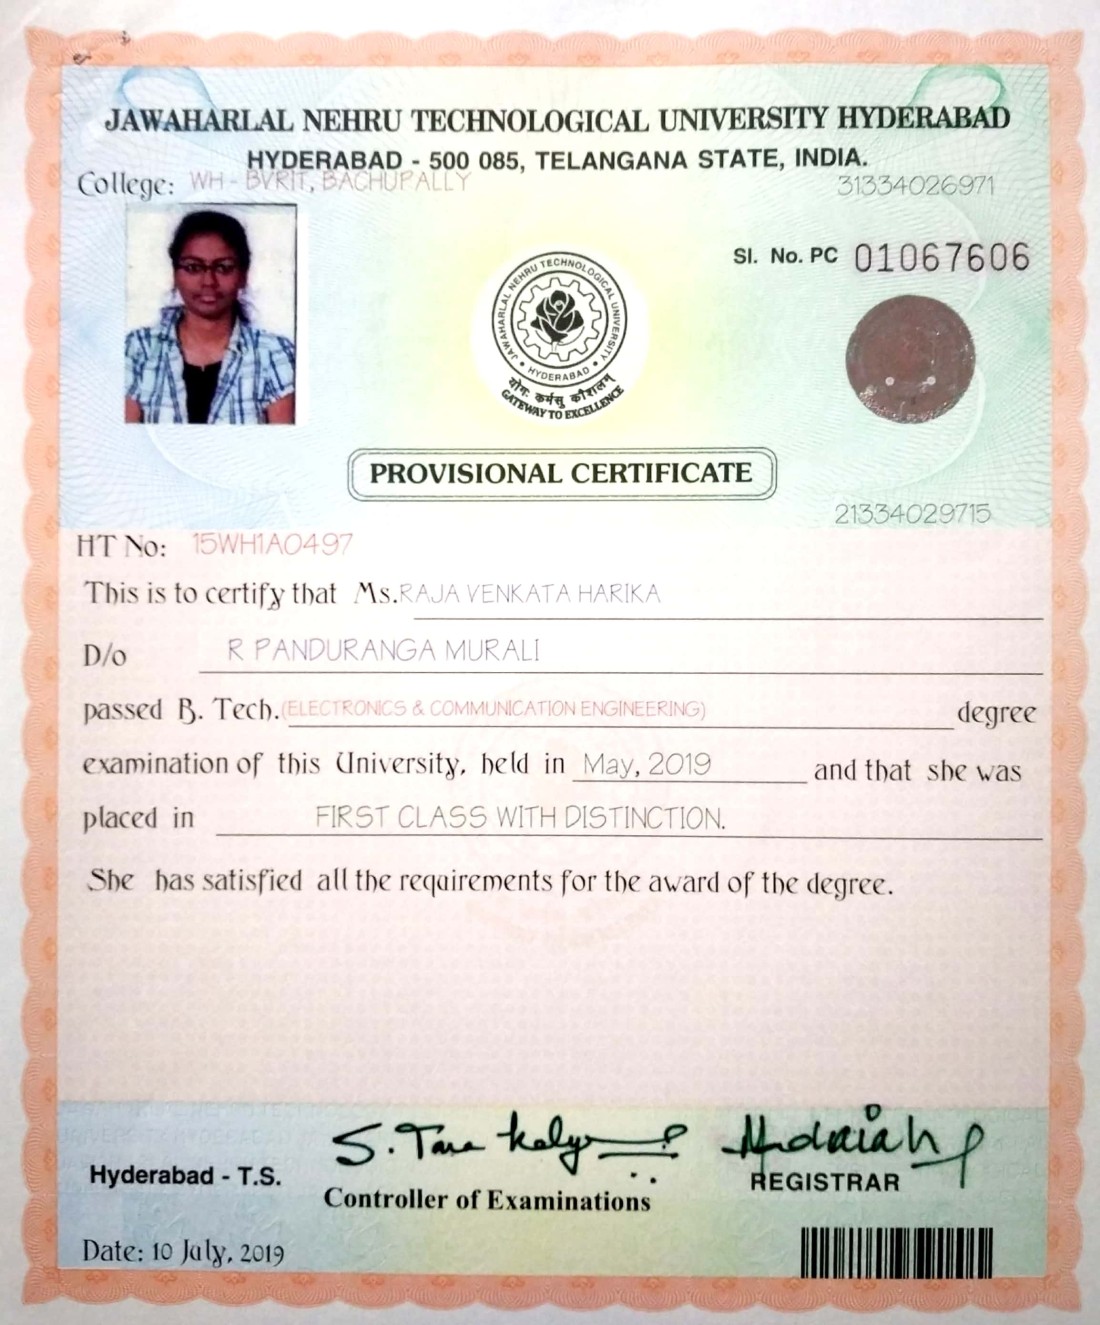 JAWAHARLAL NEHRU TECHNOLOGICAL UNIVERSITY HYDERABAD
HYDERABAD - 500 085, TELANGANA STATE, INDIA.
College: WH - BVRIT, BACHUPALLY
31334026971
Sl. No. PC 01067606
JAWAHARLAL NEHRU TECHNOLOGICAL UNIVERSITY
HYDERABAD
योगः कर्मसु कौशलम्
GATEWAY TO EXCELLENCE
PROVISIONAL CERTIFICATE
21334029715
HT No: 15WH1A0497
This is to certify that Ms. RAJA VENKATA HARIKA
D/o R PANDURANGA MURALI
passed B. Tech. (ELECTRONICS & COMMUNICATION ENGINEERING) degree
examination of this University, held in May, 2019 and that she was
placed in FIRST CLASS WITH DISTINCTION.
She has satisfied all the requirements for the award of the degree.
Hyderabad - T.S.
Controller of Examinations
REGISTRAR
Date: 10 July, 2019